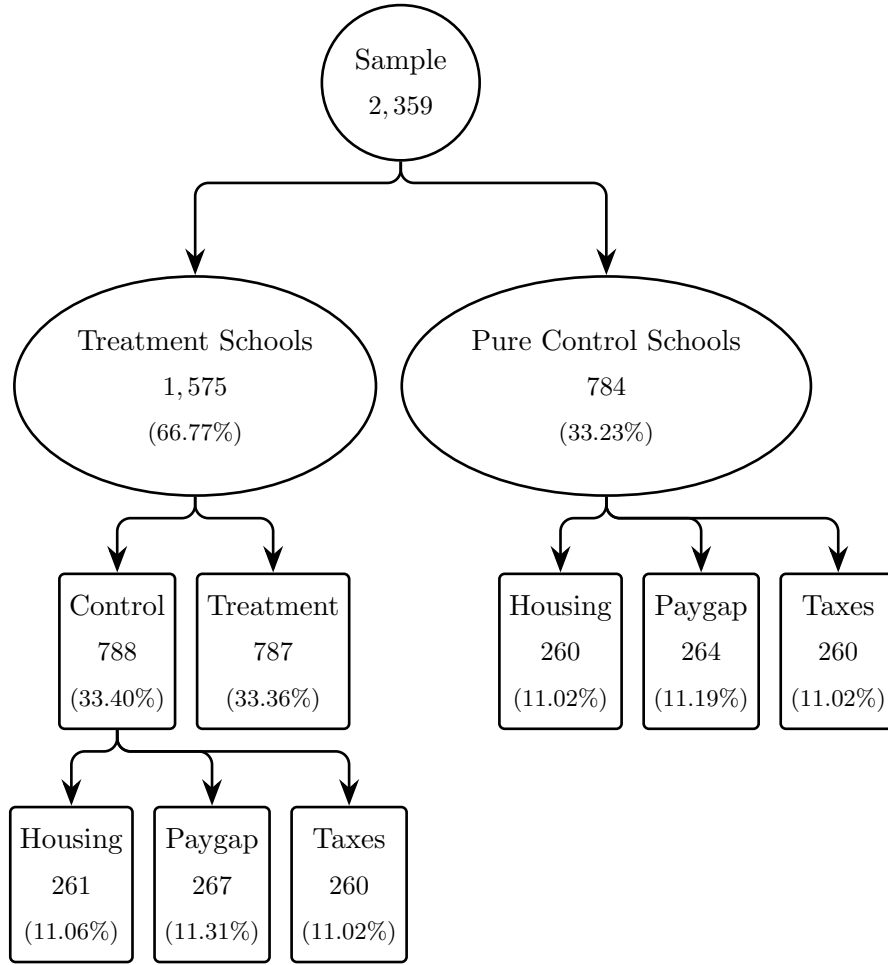 Sample
2,359
Treatment Schools
1,575
(66.77%)
Pure Control Schools
784
(33.23%)
Control
788
(33.40%)
Treatment
787
(33.36%)
Housing
260
(11.02%)
Paygap
264
(11.19%)
Taxes
260
(11.02%)
Housing
261
(11.06%)
Paygap
267
(11.31%)
Taxes
260
(11.02%)